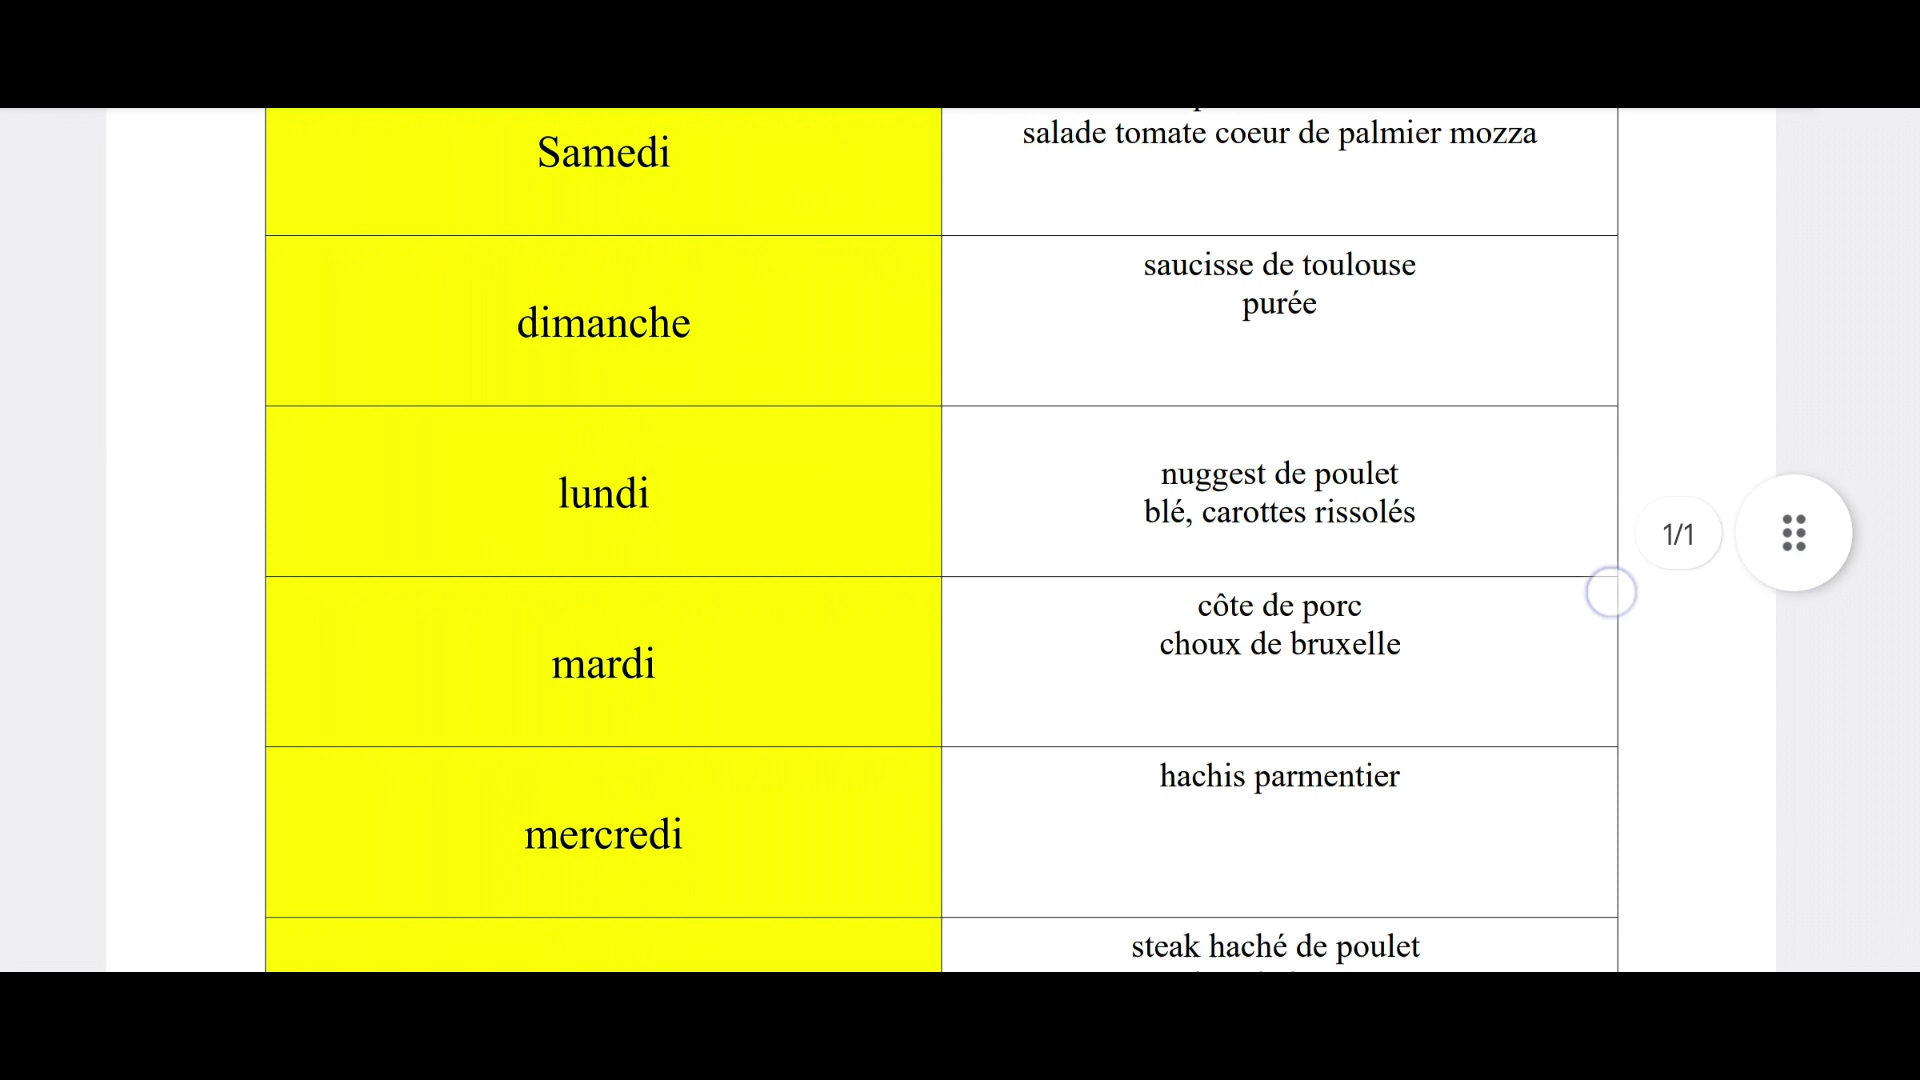 Samedi
salade tomate coeur de palmier mozza
dimanche
saucisse de toulouse
purée
lundi
nuggest de poulet
blé, carottes rissolés
1/1
mardi
côte de porc
choux de bruxelle
mercredi
hachis parmentier
steak haché de poulet